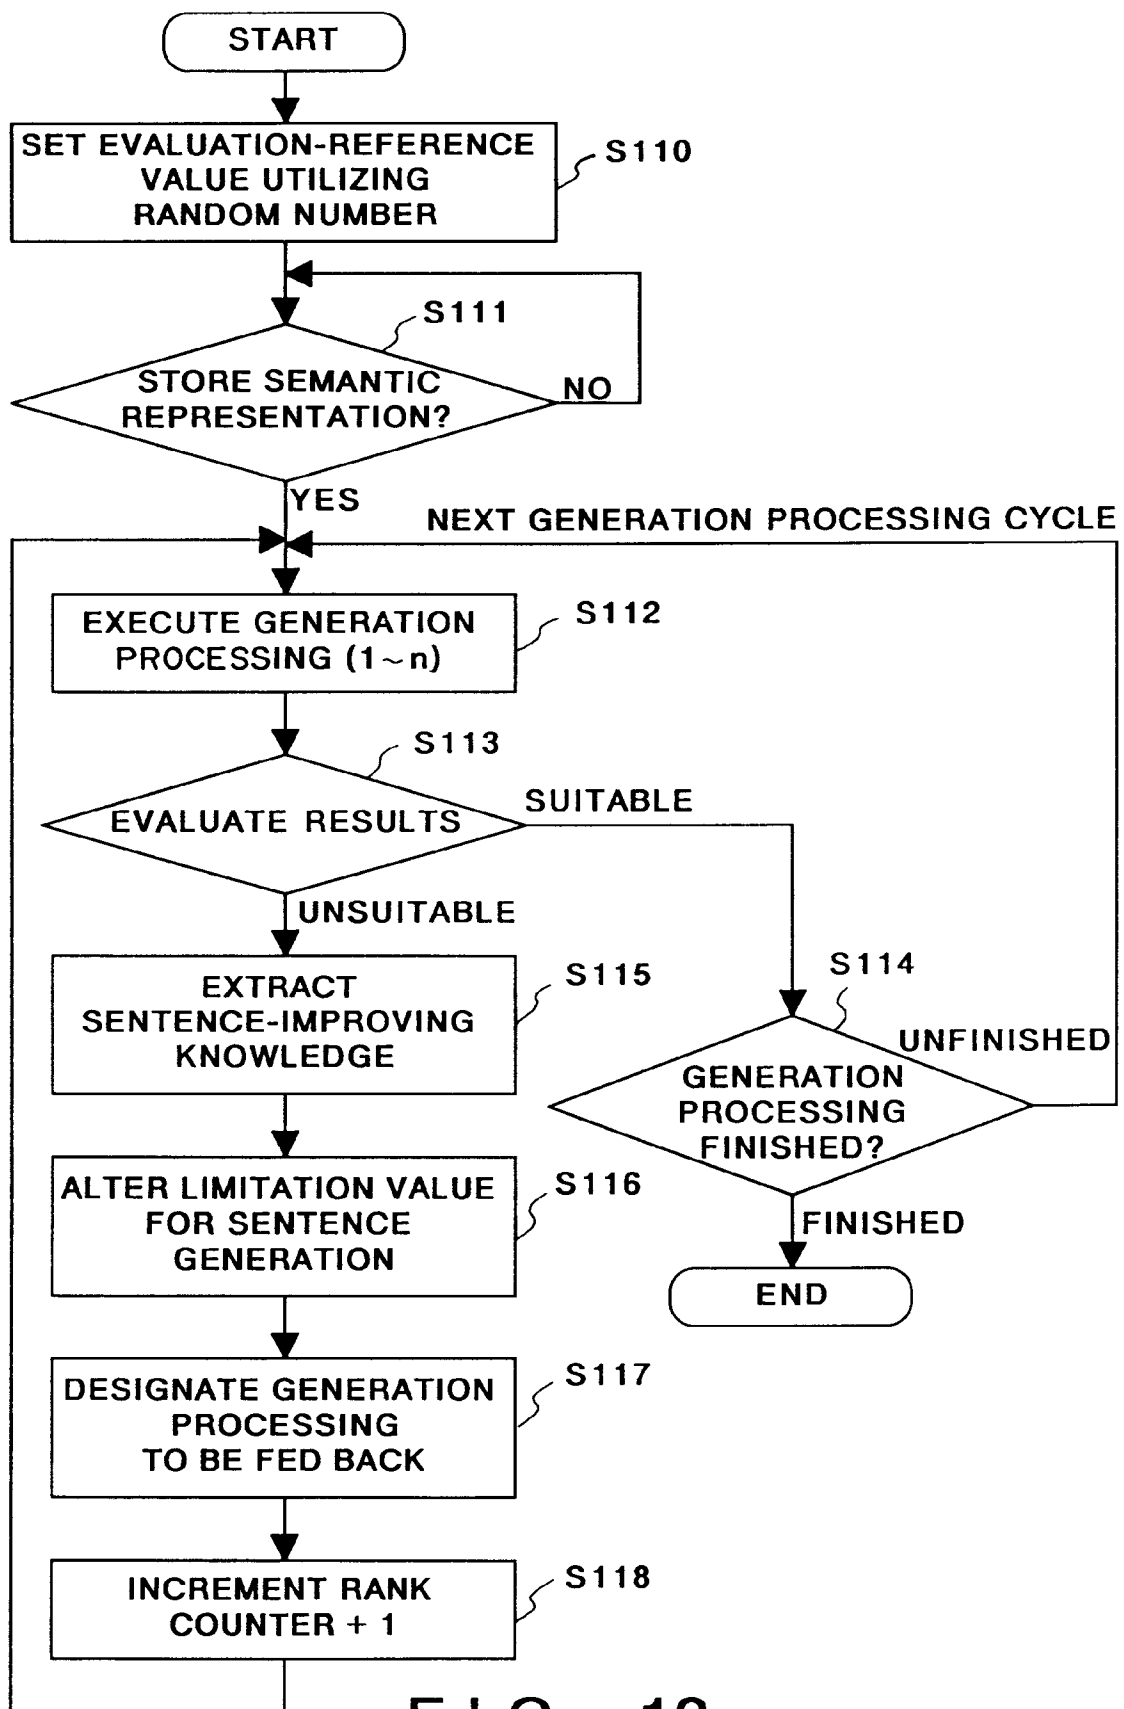 START
SET EVALUATION-REFERENCE
VALUE UTILIZING
RANDOM NUMBER
S110
S111
STORE SEMANTIC
REPRESENTATION?
NO
YES
NEXT GENERATION PROCESSING CYCLE
EXECUTE GENERATION
PROCESSING (1~n)
S112
S113
EVALUATE RESULTS
SUITABLE
UNSUITABLE
EXTRACT
SENTENCE-IMPROVING
KNOWLEDGE
S115
S114
UNFINISHED
GENERATION
PROCESSING
FINISHED?
ALTER LIMITATION VALUE
FOR SENTENCE
GENERATION
S116
FINISHED
END
DESIGNATE GENERATION
PROCESSING
TO BE FED BACK
S117
INCREMENT RANK
COUNTER + 1
S118